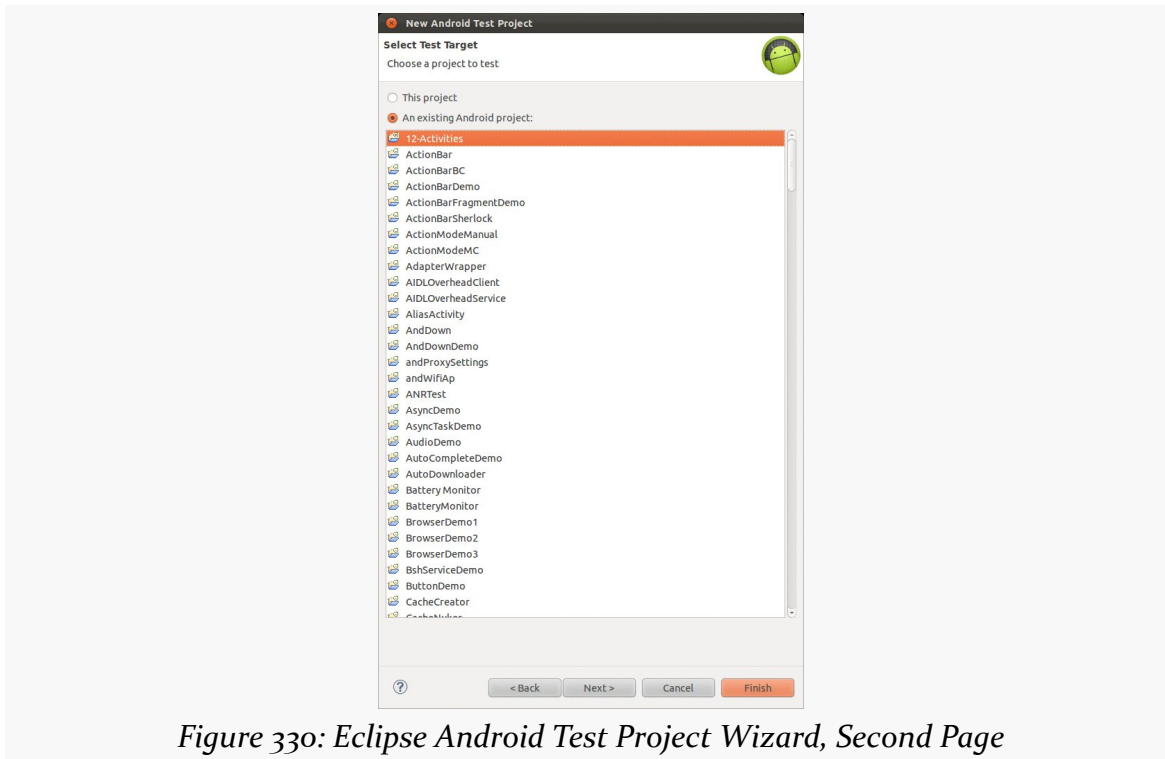 New Android Test Project
Select Test Target
Choose a project to test
This project
An existing Android project:
12-Activities
ActionBar
ActionBarBC
ActionBarDemo
ActionBarFragmentDemo
ActionBarSherlock
ActionModeManual
ActionModeMC
AdapterWrapper
AIDLOverheadClient
AIDLOverheadService
AliasActivity
AndDown
AndDownDemo
andProxySettings
andWifiAp
ANRTest
AsyncDemo
AsyncTaskDemo
AudioDemo
AutoCompleteDemo
AutoDownloader
Battery Monitor
BatteryMonitor
BrowserDemo1
BrowserDemo2
BrowserDemo3
BshServiceDemo
ButtonDemo
CacheCreator
? < Back Next > Cancel Finish
Figure 330: Eclipse Android Test Project Wizard, Second Page